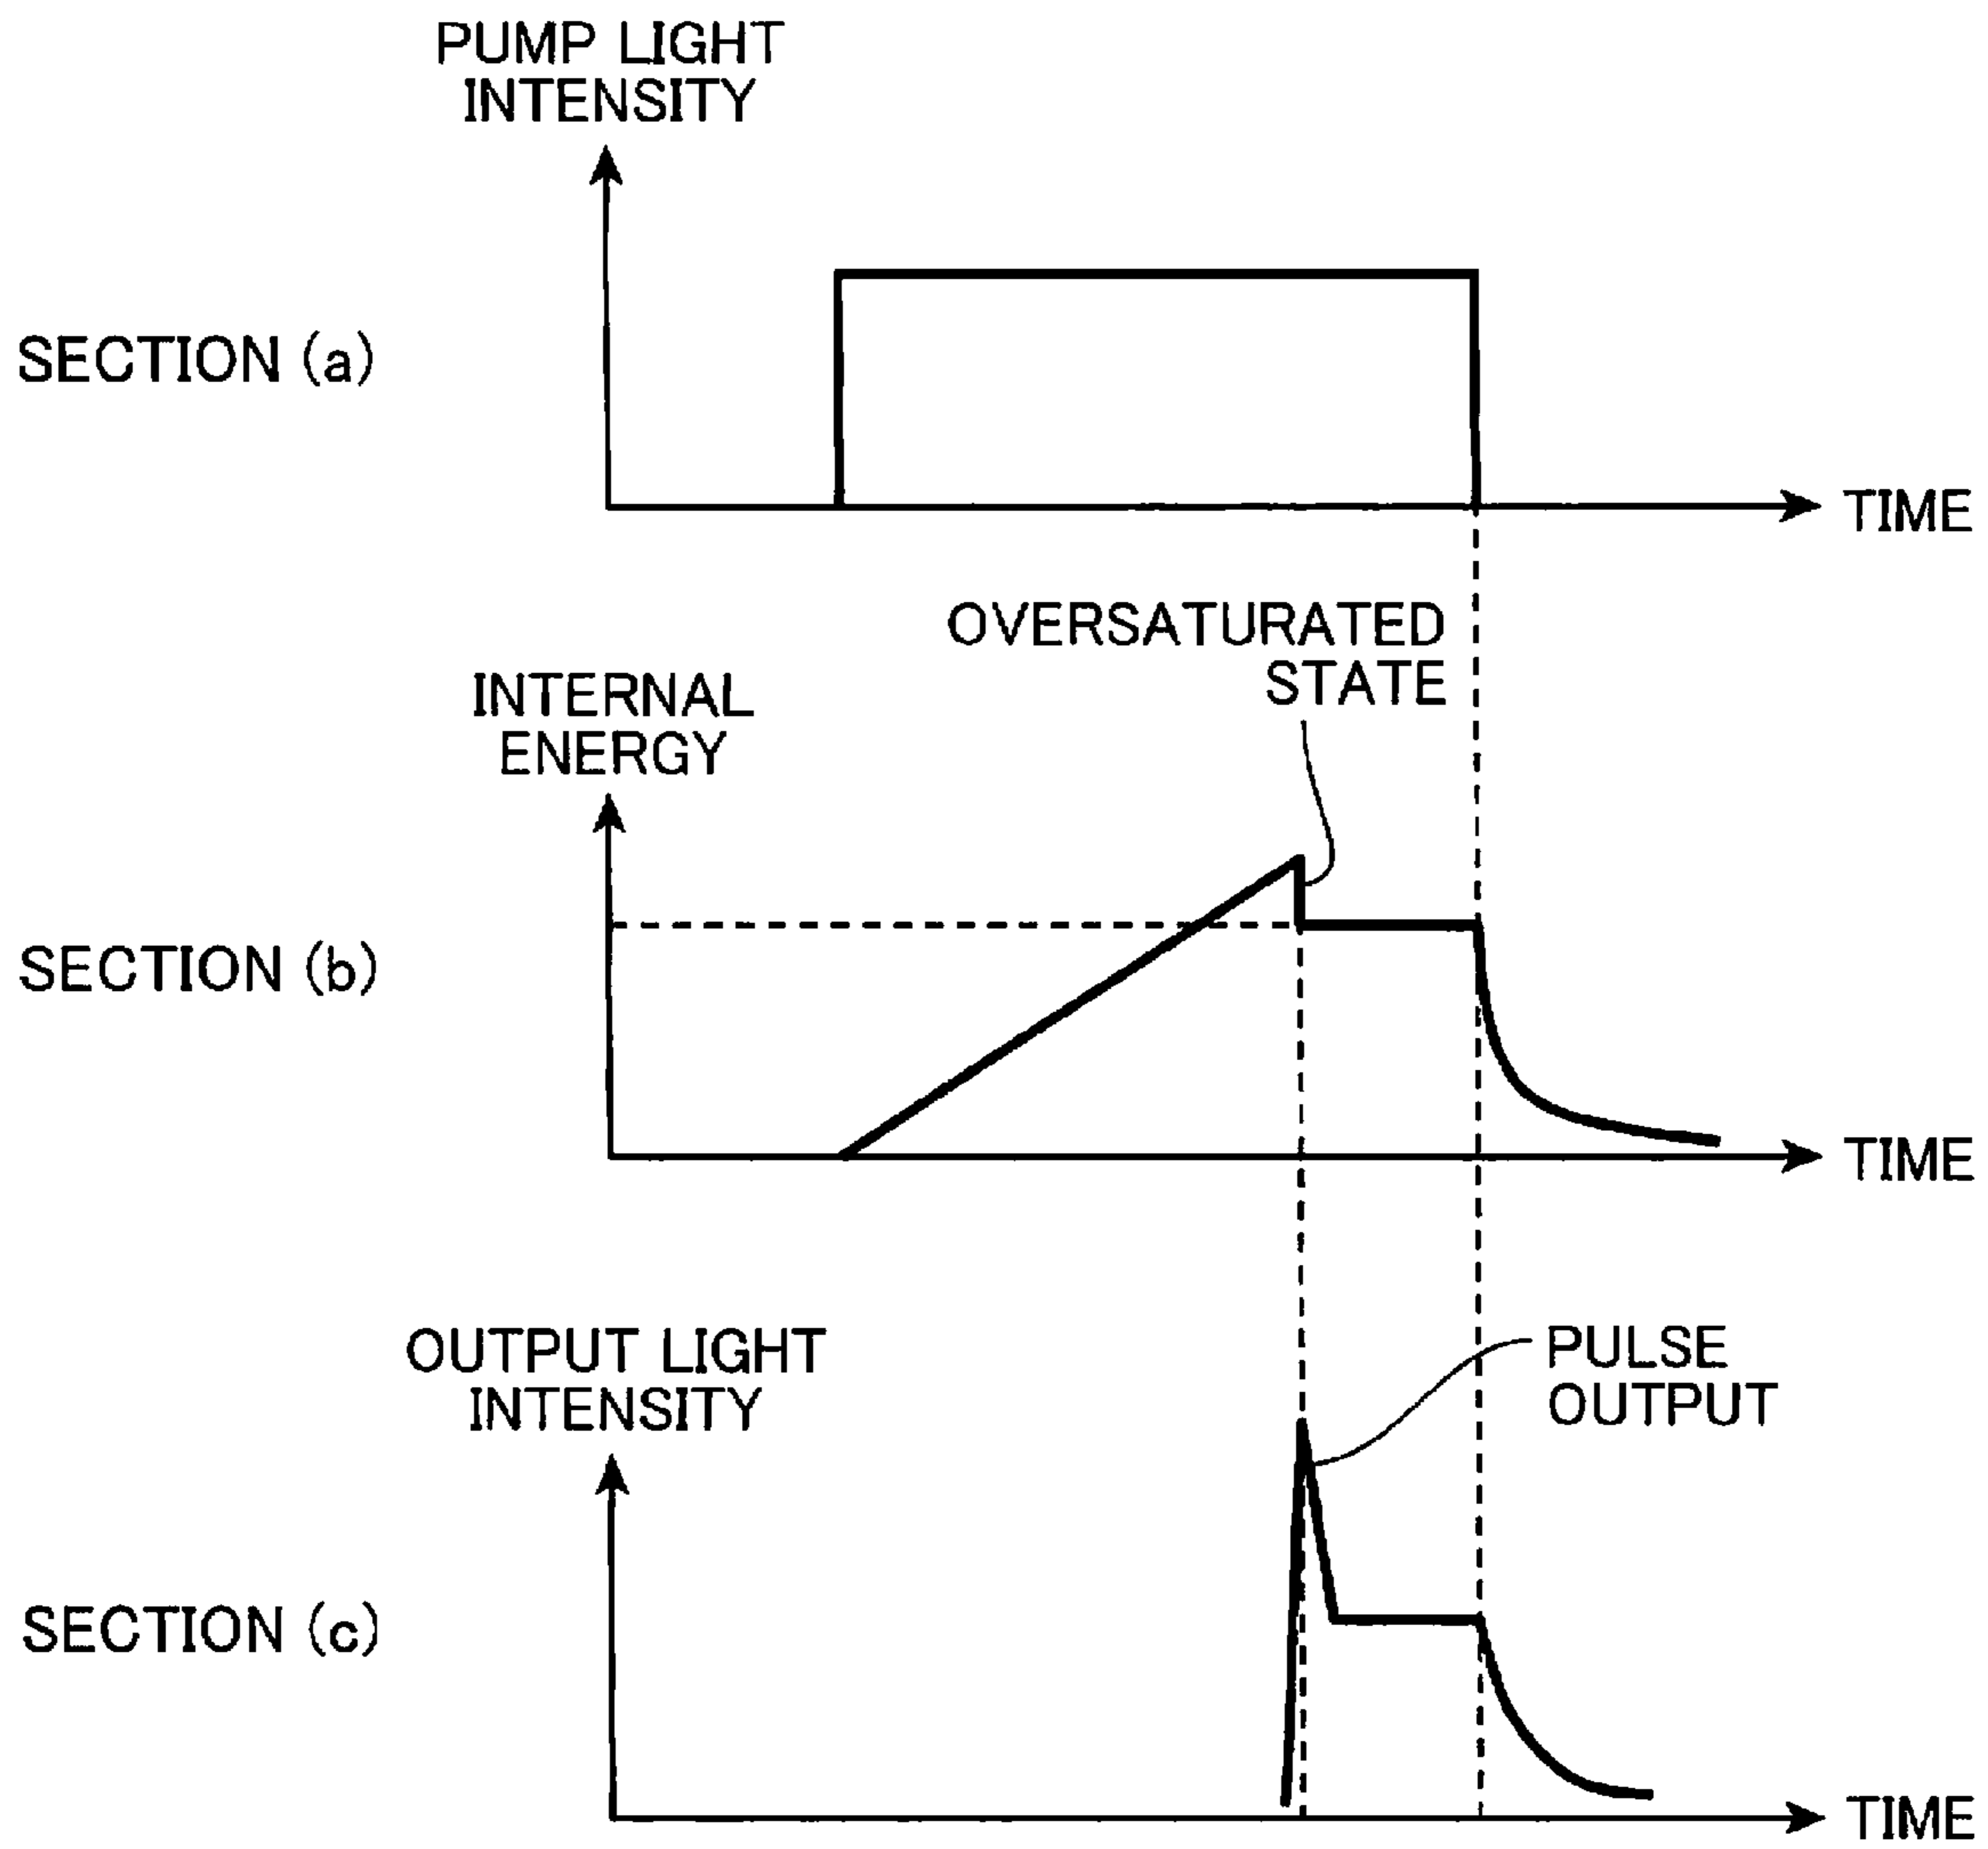 PUMP LIGHT
INTENSITY
SECTION (a)
TIME
OVERSATURATED
STATE
INTERNAL
ENERGY
SECTION (b)
TIME
OUTPUT LIGHT
INTENSITY
PULSE
OUTPUT
SECTION (c)
TIME